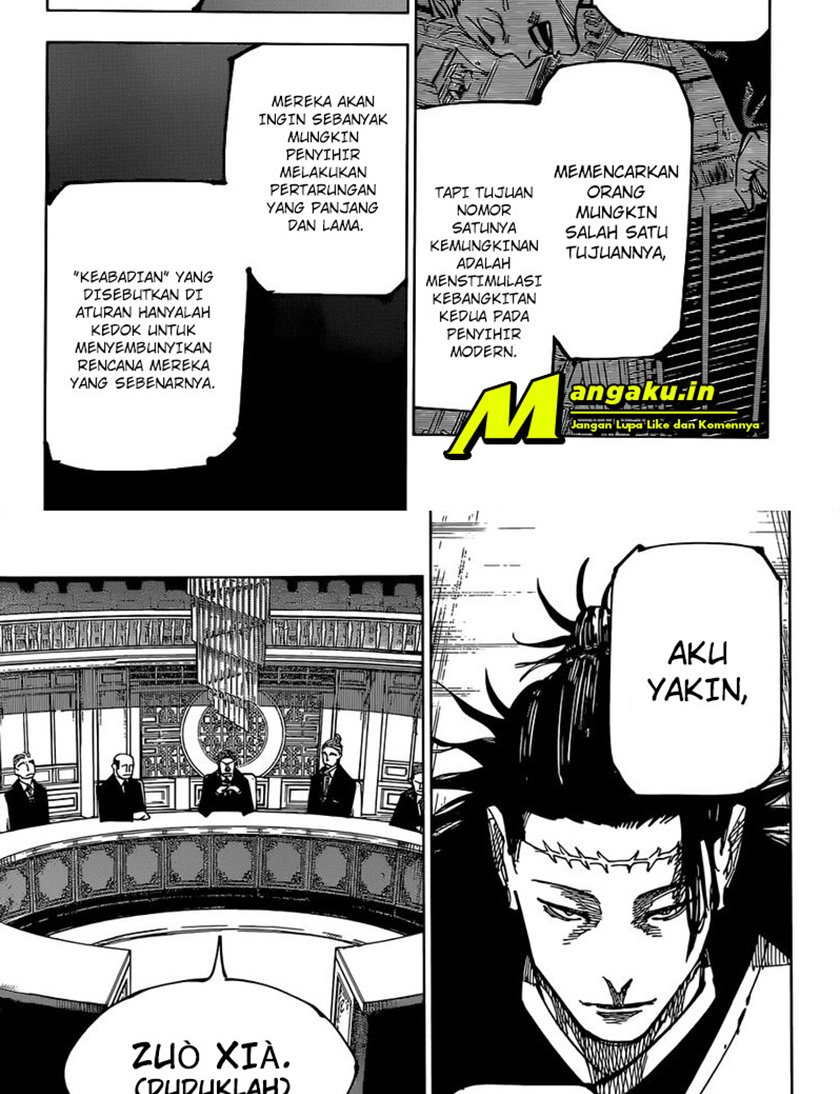 MEMENCARKAN
ORANG
MUNGKIN
SALAH SATU
TUJUANNYA,
TAPI TUJUAN
NOMOR
SATUNYA
KEMUNGKINAN
ADALAH
MENSTIMULASI
KEBANGKITAN
KEDUA PADA
PENYIHIR
MODERN.
MEREKA AKAN
INGIN SEBANYAK
MUNGKIN
PENYIHIR
MELAKUKAN
PERTARUNGAN
YANG PANJANG
DAN LAMA.
"KEABADIAN" YANG
DISEBUTKAN DI
ATURAN HANYALAH
KEDOK UNTUK
MENYEMBUNYIKAN
RENCANA MEREKA
YANG SEBENARNYA.
Mangaku.in
Jangan Lupa Like dan Komennya
AKU
YAKIN,
ZUÒ XIÀ.
(DUDUKLAH)